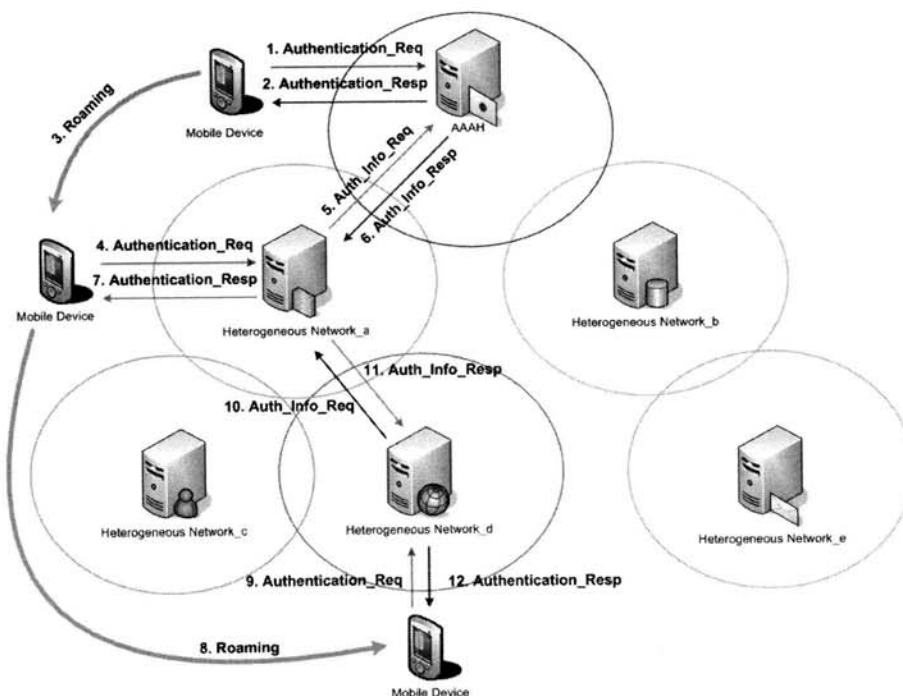 1. Authentication_Req
2. Authentication_Resp
3. Roaming
Mobile Device
AAAH
5. Auth_Info_Req
6. Auth_Info_Resp
4. Authentication_Req
7. Authentication_Resp
Mobile Device
Heterogeneous Network_a
Heterogeneous Network_b
11. Auth_Info_Resp
10. Auth_Info_Req
Heterogeneous Network_c
Heterogeneous Network_d
Heterogeneous Network_e
9. Authentication_Req
12. Authentication_Resp
8. Roaming
Mobile Device